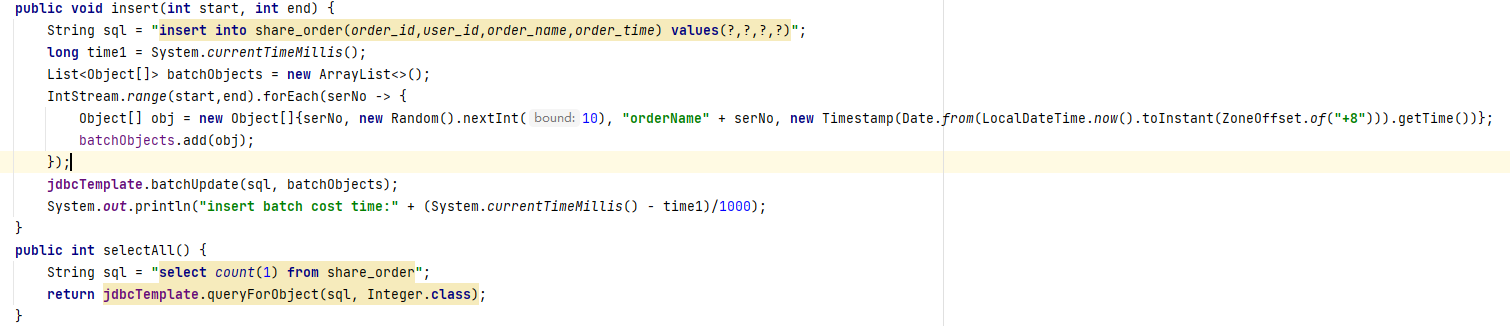 public void insert(int start, int end) {
    String sql = "insert into share_order(order_id,user_id,order_name,order_time) values(?,?,?,?)";
    long time1 = System.currentTimeMillis();
    List<Object[]> batchObjects = new ArrayList<>();
    IntStream.range(start,end).forEach(serNo -> {
        Object[] obj = new Object[]{serNo, new Random().nextInt( bound: 10), "orderName" + serNo, new Timestamp(Date.from(LocalDateTime.now().toInstant(ZoneOffset.of("+8"))).getTime())};
        batchObjects.add(obj);
    });
    jdbcTemplate.batchUpdate(sql, batchObjects);
    System.out.println("insert batch cost time:" + (System.currentTimeMillis() - time1)/1000);
}
public int selectAll() {
    String sql = "select count(1) from share_order";
    return jdbcTemplate.queryForObject(sql, Integer.class);
}